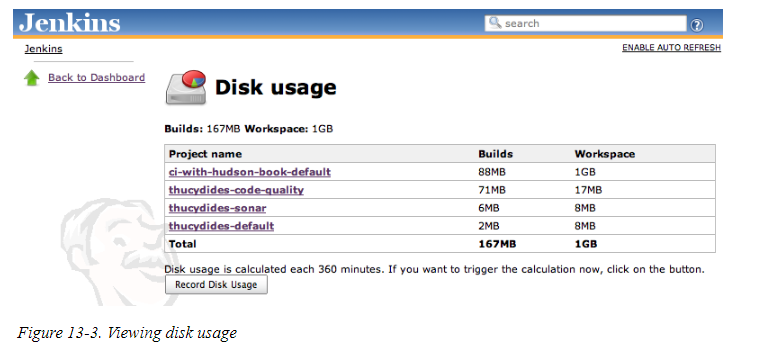 Jenkins
search
Jenkins
ENABLE AUTO REFRESH
Back to Dashboard
Disk usage
Builds: 167MB Workspace: 1GB
Project name Builds Workspace
ci-with-hudson-book-default 88MB 1GB
thucydides-code-quality 71MB 17MB
thucydides-sonar 6MB 8MB
thucydides-default 2MB 8MB
Total 167MB 1GB
Disk usage is calculated each 360 minutes. If you want to trigger the calculation now, click on the button.
Record Disk Usage
Figure 13-3. Viewing disk usage